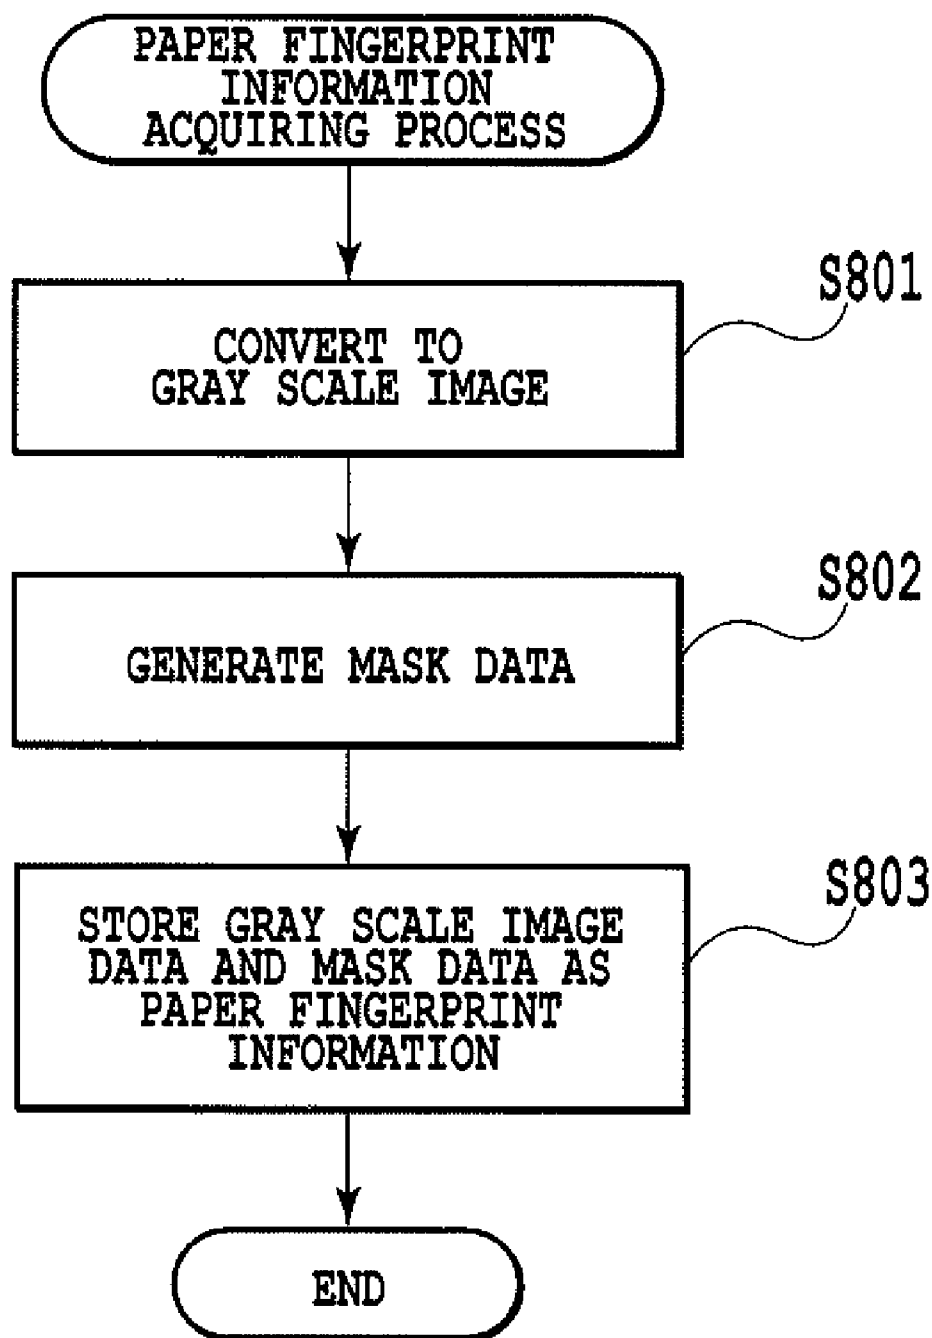 PAPER FINGERPRINT
INFORMATION
ACQUIRING PROCESS
S801
CONVERT TO
GRAY SCALE IMAGE
S802
GENERATE MASK DATA
S803
STORE GRAY SCALE IMAGE
DATA AND MASK DATA AS
PAPER FINGERPRINT
INFORMATION
END